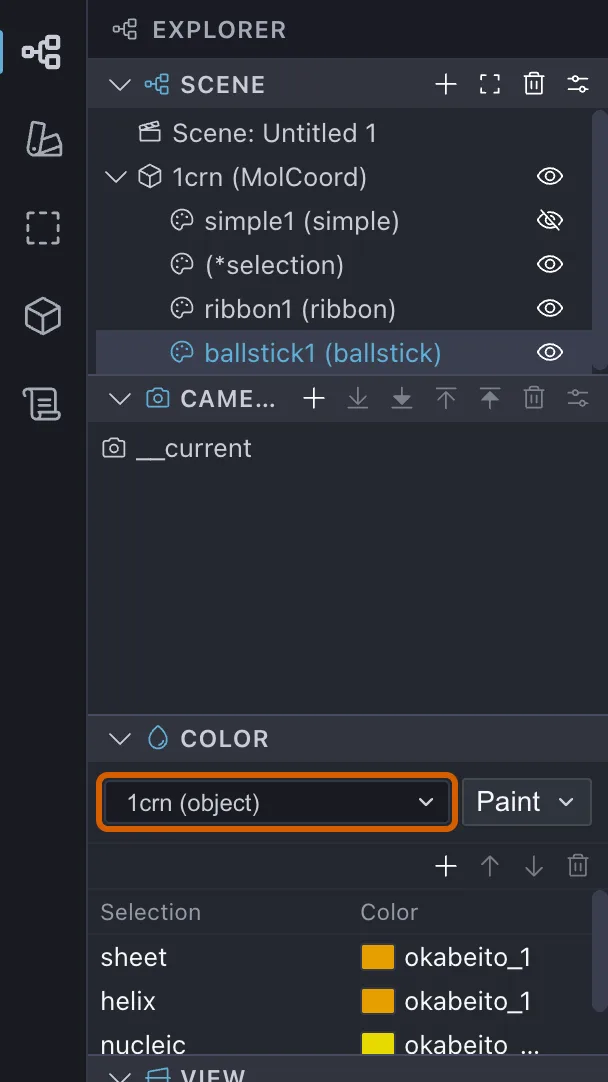 EXPLORER
SCENE
Scene: Untitled 1
1crn (MolCoord)
simple1 (simple)
(*selection)
ribbon1 (ribbon)
ballstick1 (ballstick)
CAME...
__current
COLOR
1crn (object) Paint
Selection Color
sheet okabeito_1
helix okabeito_1
nucleic okabeito_...
VIEW